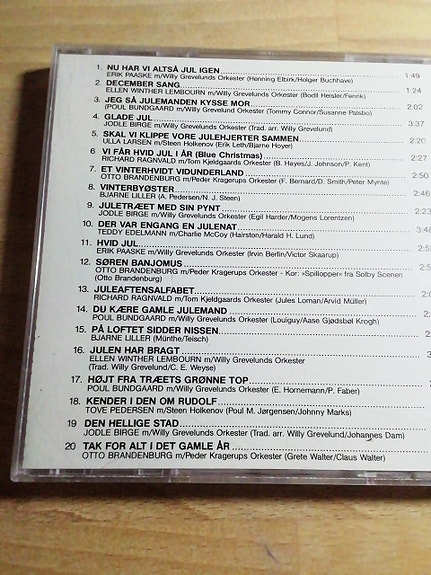 1. NU HAR VI ALTSÅ JUL IGEN
ERIK PAASKE m/Willy Grevelunds Orkester (Henning Elbirk/Holger Buchhave) 1:49
2. DECEMBER SANG
ELLEN WINTHER LEMBOURN m/Willy Grevelunds Orkester (Bodil Heisler/Fenrik) 1:24
3. JEG SÅ JULEMANDEN KYSSE MOR
(POUL BUNDGAARD m/Willy Grevelunds Orkester (Tommy Connor/Susanne Palsbo) 2:02
4. GLADE JUL
JODLE BIRGE m/Willy Grevelunds Orkester (Trad. arr. Willy Grevelund) 3:37
5. SKAL VI KLIPPE VORE JULEHJERTER SAMMEN
ULLA LARSEN m/Steen Holkenov (Erik Leth/Bjarne Hoyer) 2:20
6. VI FÅR HVID JUL I ÅR (Blue Christmas)
RICHARD RAGNVALD m/Tom Kjeldgaards Orkester (B. Hayes/J. Johnson/P. Kent) 2:27
7. ET VINTERHVIDT VIDUNDERLAND
OTTO BRANDENBURG m/Peder Kragerups Orkester (F. Bernard/D. Smith/Peter Mynte) 2:50
8. VINTERBYØSTER
BJARNE LILLER (A. Pedersen/N. J. Steen) 2:46
9. JULETRÆET MED SIN PYNT
JODLE BIRGE m/Willy Grevelunds Orkester (Egil Harder/Mogens Lorentzen) 2:23
10. DER VAR ENGANG EN JULENAT
TEDDY EDELMANN m/Charlie McCoy (Hairston/Harald H. Lund) 3:48
11. HVID JUL
ERIK PAASKE m/Willy Grevelunds Orkester (Irvin Berlin/Victor Skaarup)
12. SØREN BANJOMUS
OTTO BRANDENBURG m/Peder Kragerups Orkester - Kor: »Spillopper« fra Solby Scenen
(Otto Brandenburg)
13. JULEAFTENSALFABET
RICHARD RAGNVALD m/Tom Kjeldgaards Orkester (Jules Loman/Arvid Müller)
14. DU KÆRE GAMLE JULEMAND
POUL BUNDGAARD m/Willy Grevelunds Orkester (Louiguy/Aase Gjødsbøl Krogh)
15. PÅ LOFTET SIDDER NISSEN
BJARNE LILLER (Münthe/Teisch)
16. JULEN HAR BRAGT
ELLEN WINTHER LEMBOURN m/Willy Grevelunds Orkester
(Trad. Willy Grevelund/C. E. Weyse)
17. HØJT FRA TRÆETS GRØNNE TOP
POUL BUNDGAARD m/Willy Grevelunds Orkester (E. Hornemann/P. Faber)
18. KENDER I DEN OM RUDOLF
TOVE PEDERSEN m/Steen Holkenov (Poul M. Jørgensen/Johnny Marks)
19 DEN HELLIGE STAD
JODLE BIRGE m/Willy Grevelunds Orkester (Trad. arr. Willy Grevelund/Johannes Dam)
20 TAK FOR ALT I DET GAMLE ÅR
OTTO BRANDENBURG m/Peder Kragerups Orkester (Grete Walter/Claus Walter)